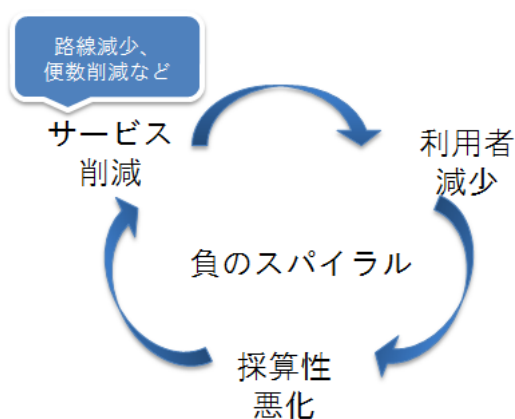 路線減少、
便数削減など
サービス
削減
利用者
減少
負のスパイラル
採算性
悪化